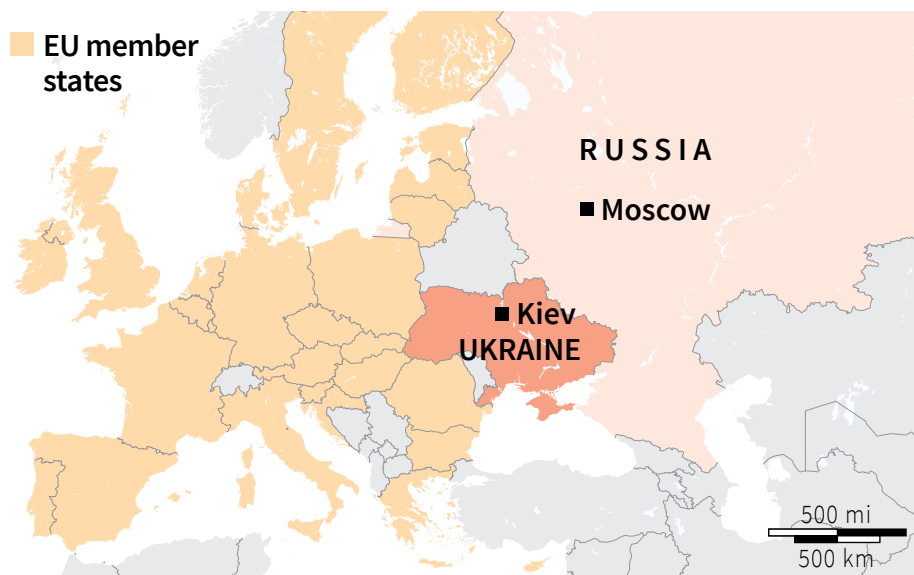 EU member
states
RUSSIA
Moscow
Kiev
UKRAINE
500 mi
500 km